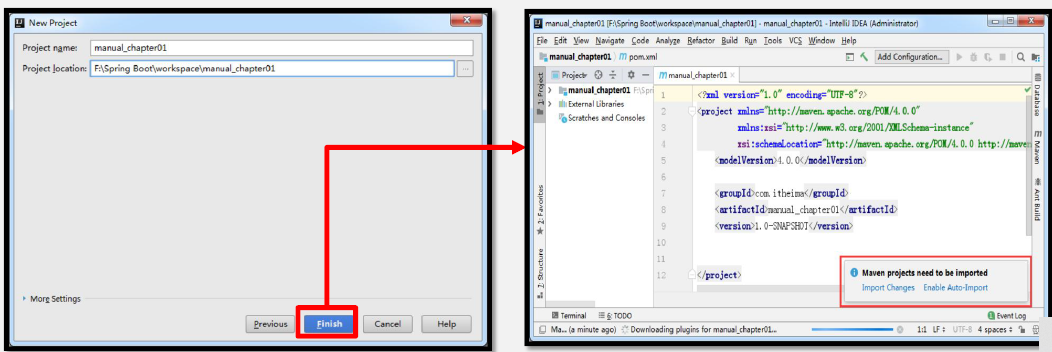 New Project
Project name: manual_chapter01
Project location: F:\Spring Boot\workspace\manual_chapter01
...
More Settings
Previous Finish Cancel Help
manual_chapter01 [F:\Spring Boot\workspace\manual_chapter01] - manual_chapter01 - IntelliJ IDEA (Administrator)
File Edit View Navigate Code Analyze Refactor Build Run Tools VCS Window Help
manual_chapter01 pom.xml Add Configuration...
1: Project
Project
manual_chapter01 F:\Spri
External Libraries
Scratches and Consoles
2: Favorites
2: Structure
manual_chapter01
1 <?xml version="1.0" encoding="UTF-8"?>
2 <project xmlns="http://maven.apache.org/POM/4.0.0"
3 xmlns:xsi="http://www.w3.org/2001/XMLSchema-instance"
4 xsi:schemaLocation="http://maven.apache.org/POM/4.0.0 http://maven
5 <modelVersion>4.0.0</modelVersion>
6
7 <groupId>com.itheima</groupId>
8 <artifactId>manual_chapter01</artifactId>
9 <version>1.0-SNAPSHOT</version>
10
11
12 </project>
Database
Maven
Ant Build
Maven projects need to be imported
Import Changes Enable Auto-Import
Terminal 6: TODO Event Log
Ma... (a minute ago) Downloading plugins for manual_chapter01... 1:1 LF UTF-8 4 spaces